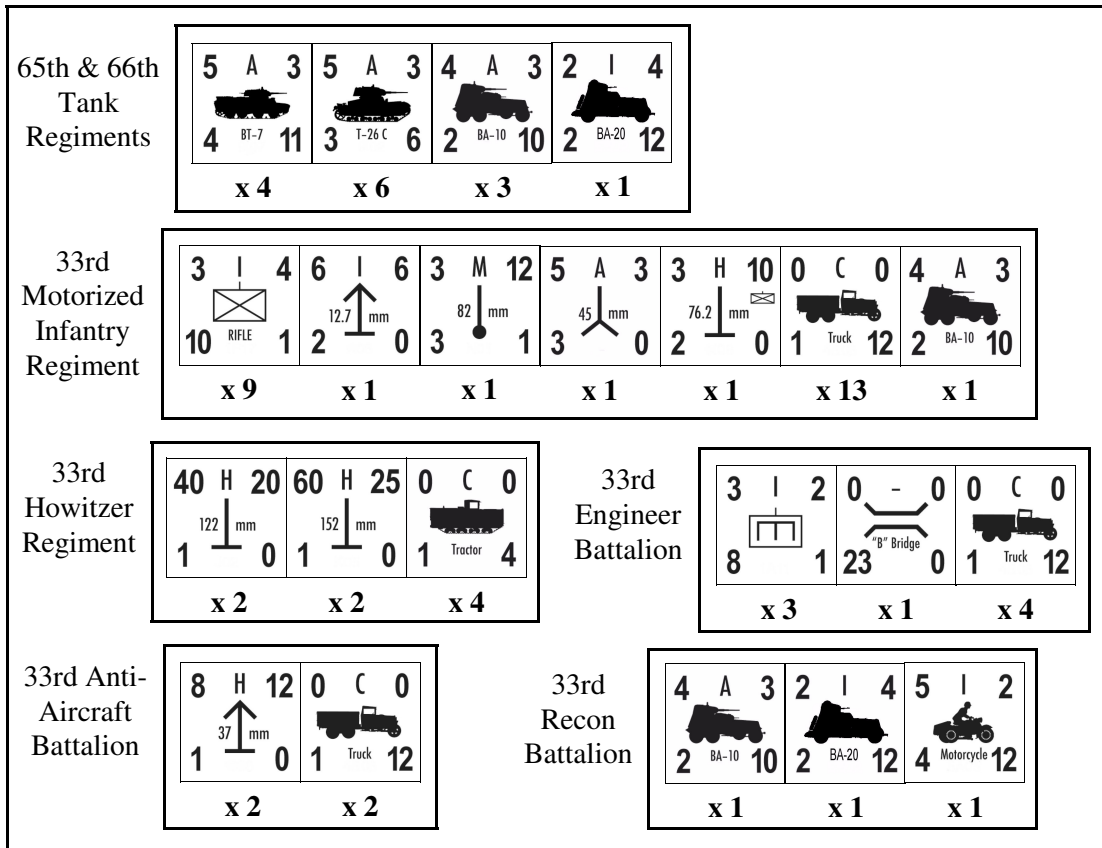 65th & 66th
Tank
Regiments
5 A 3 5 A 3 4 A 3 2 I 4
BT-7 T-26 C BA-10 BA-20
4 11 3 6 2 10 2 12
x 4 x 6 x 3 x 1
33rd
Motorized
Infantry
Regiment
3 I 4 6 I 6 3 M 12 5 A 3 3 H 10 0 C 0 4 A 3
12.7 mm 82 mm 45 mm 76.2 mm
RIFLE Truck BA-10
10 1 2 0 3 1 3 0 2 0 1 12 2 10
x 9 x 1 x 1 x 1 x 1 x 13 x 1
33rd
Howitzer
Regiment
40 H 20 60 H 25 0 C 0
122 mm 152 mm Tractor
1 0 1 0 1 4
x 2 x 2 x 4
33rd
Engineer
Battalion
3 I 2 0 - 0 0 C 0
"B" Bridge Truck
8 1 23 0 1 12
x 3 x 1 x 4
33rd Anti-
Aircraft
Battalion
8 H 12 0 C 0
37 mm Truck
1 0 1 12
x 2 x 2
33rd
Recon
Battalion
4 A 3 2 I 4 5 I 2
BA-10 BA-20 Motorcycle
2 10 2 12 4 12
x 1 x 1 x 1